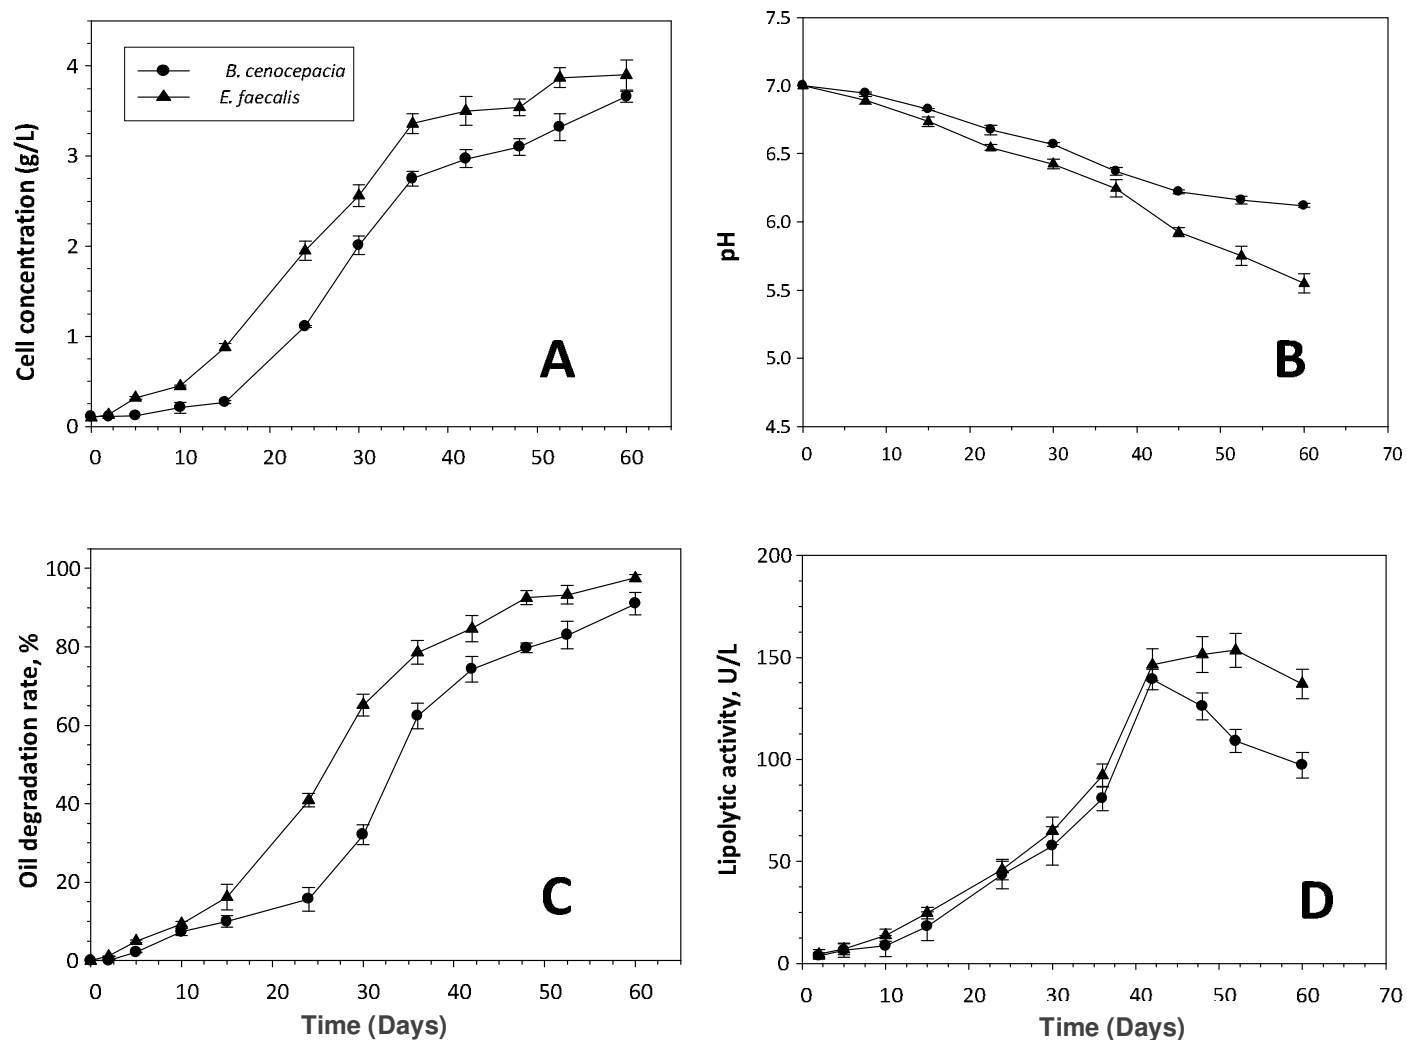 Cell concentration (g/L)
4
3
2
1
0
B. cenocepacia
E. faecalis
A
0 10 20 30 40 50 60
pH
7.5
7.0
6.5
6.0
5.5
5.0
4.5
B
0 10 20 30 40 50 60 70
Oil degradation rate, %
100
80
60
40
20
0
C
0 10 20 30 40 50 60
Time (Days)
Lipolytic activity, U/L
200
150
100
50
0
D
0 10 20 30 40 50 60 70
Time (Days)